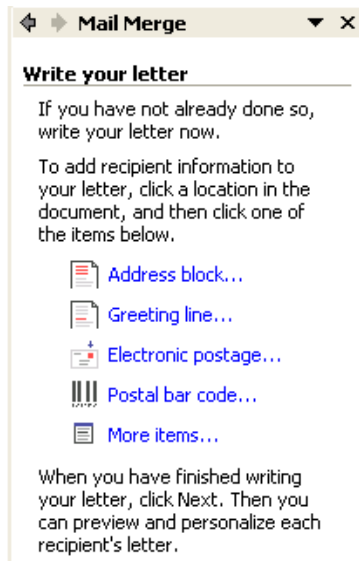 Mail Merge
Write your letter
If you have not already done so,
write your letter now.
To add recipient information to
your letter, click a location in the
document, and then click one of
the items below.
Address block...
Greeting line...
Electronic postage...
Postal bar code...
More items...
When you have finished writing
your letter, click Next. Then you
can preview and personalize each
recipient's letter.